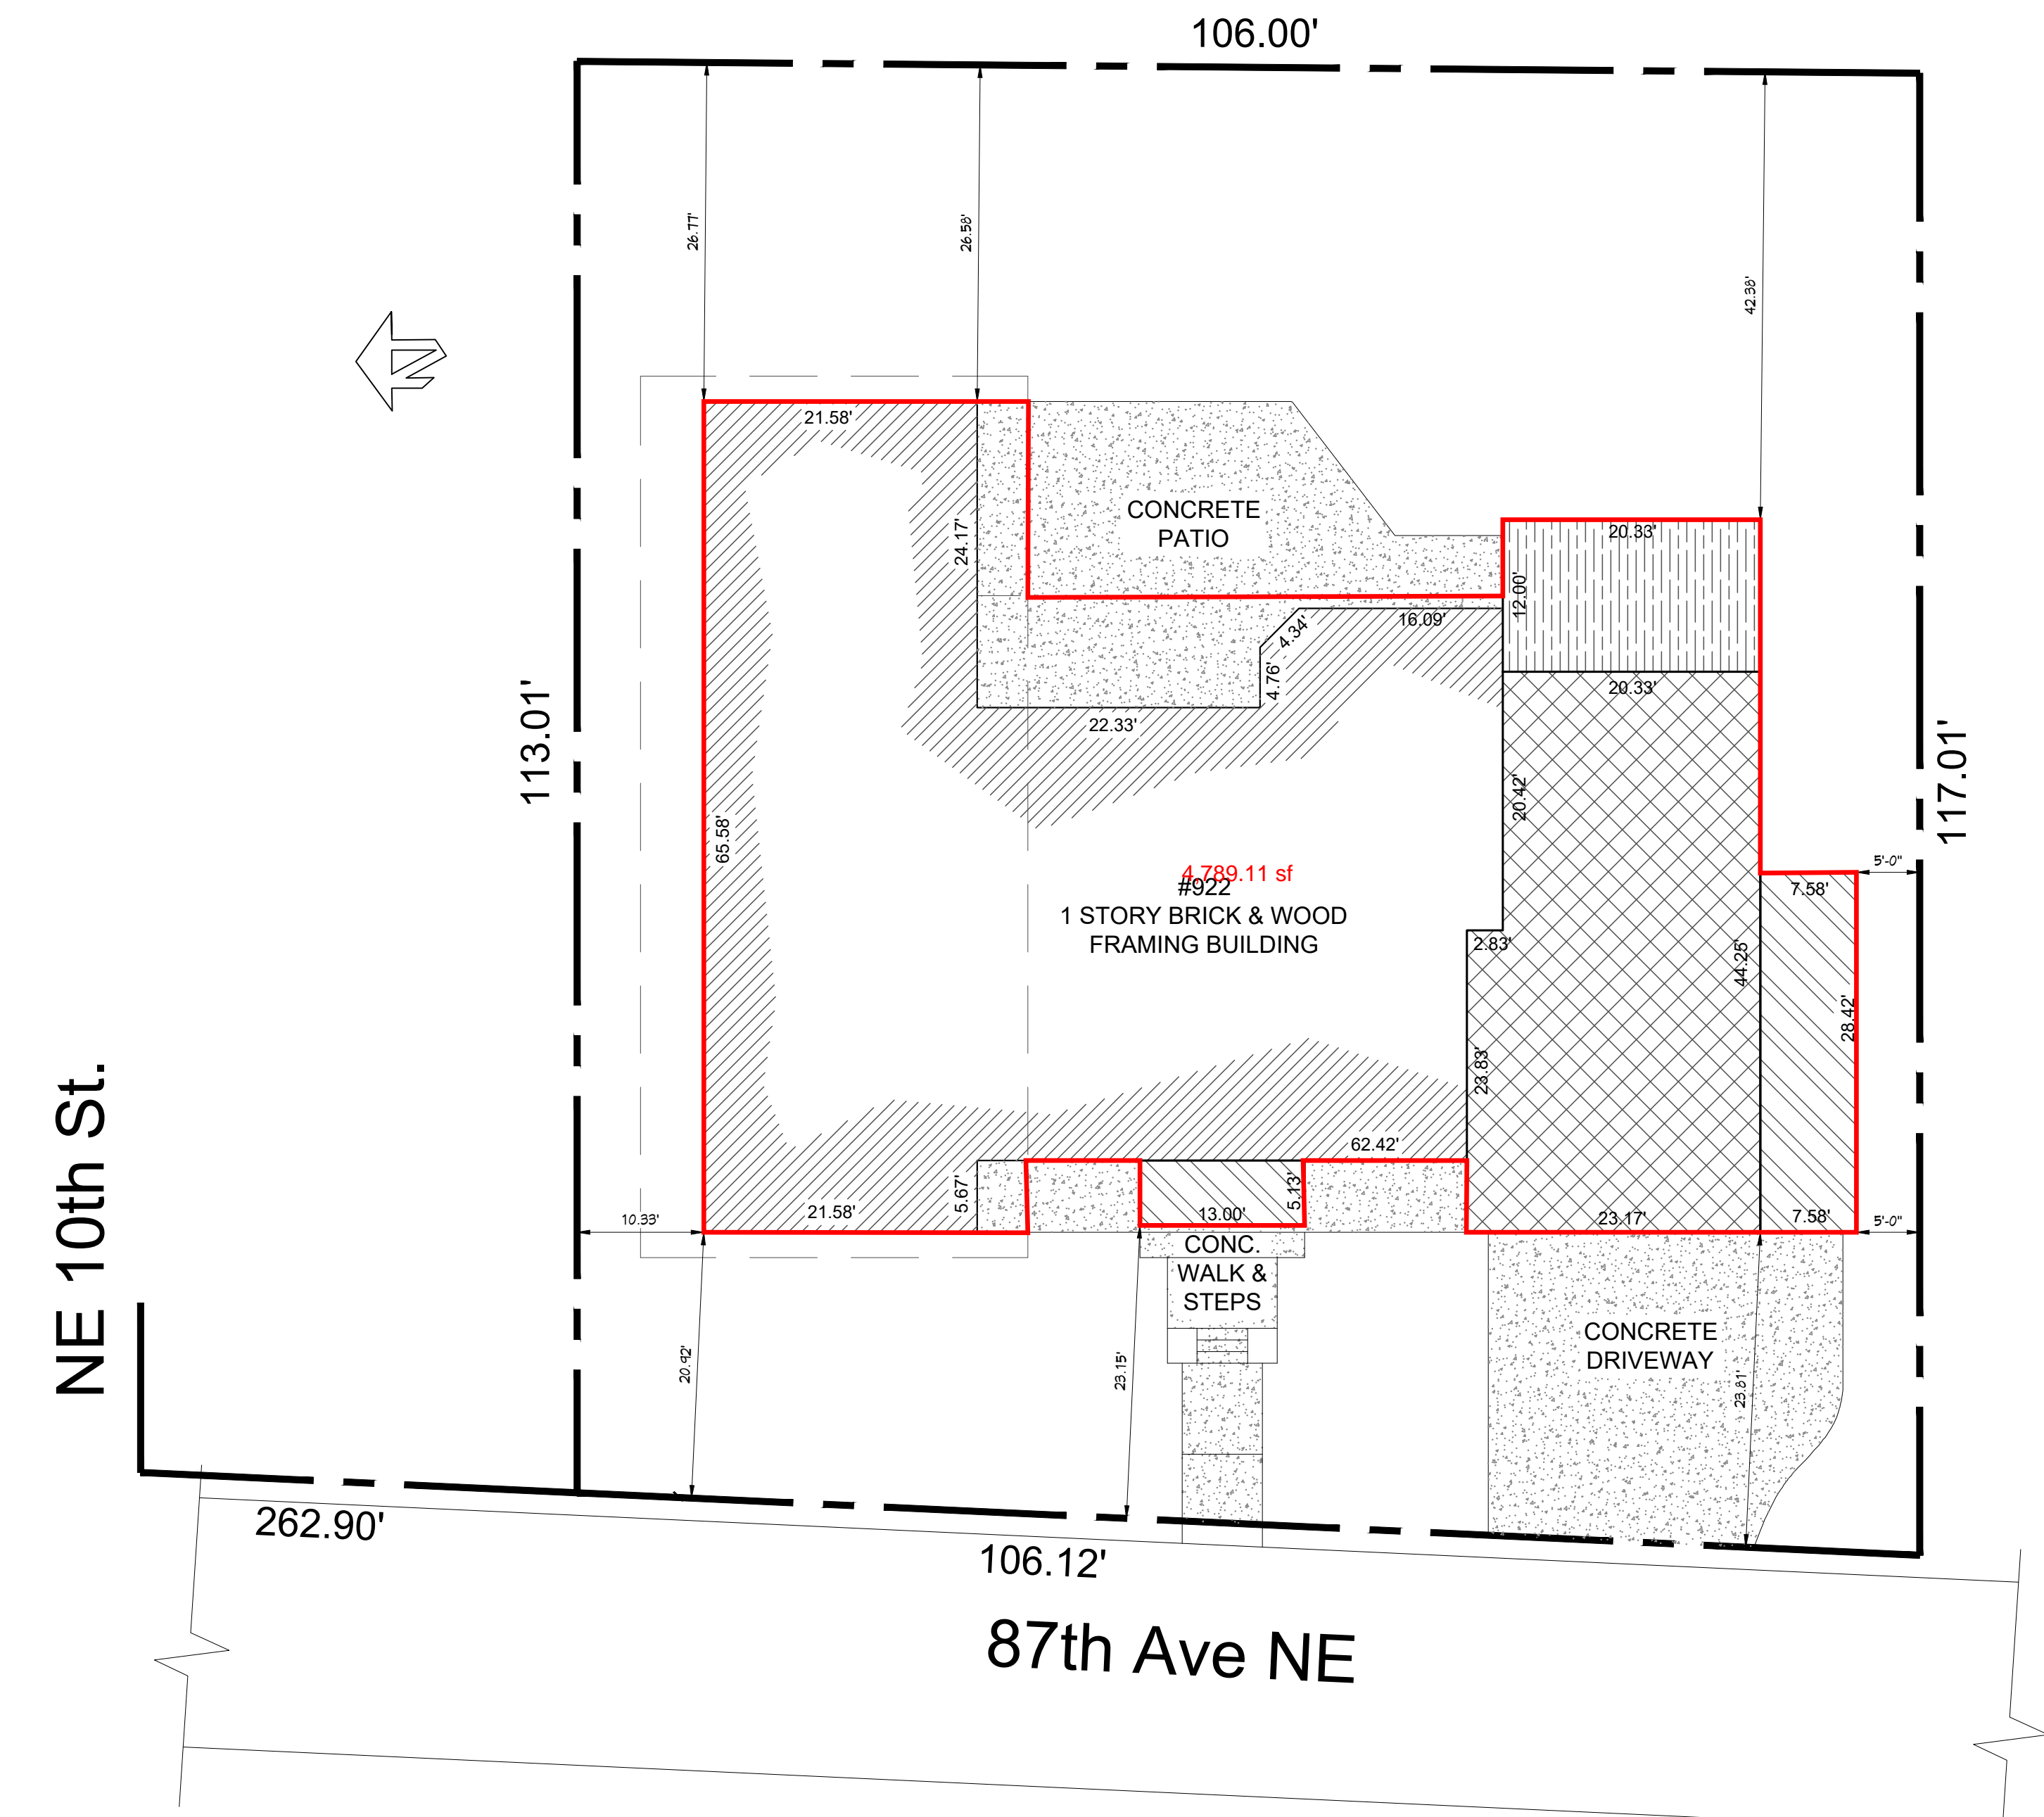 106.00'
26.77'
26.58'
42.38'
N
21.58'
24.17'
CONCRETE
PATIO
20.33'
12.00'
16.09'
4.34'
4.76'
20.33'
22.33'
113.01'
117.01'
65.58'
20.42'
4,789.11 sf
#922
1 STORY BRICK & WOOD
FRAMING BUILDING
5'-0"
7.58'
2.83'
44.25'
28.42'
23.83'
62.42'
5.67'
5.13'
21.58'
13.00'
23.17'
7.58'
10.33'
5'-0"
NE 10th St.
CONC.
WALK &
STEPS
CONCRETE
DRIVEWAY
20.92'
23.15'
23.81'
262.90'
106.12'
87th Ave NE